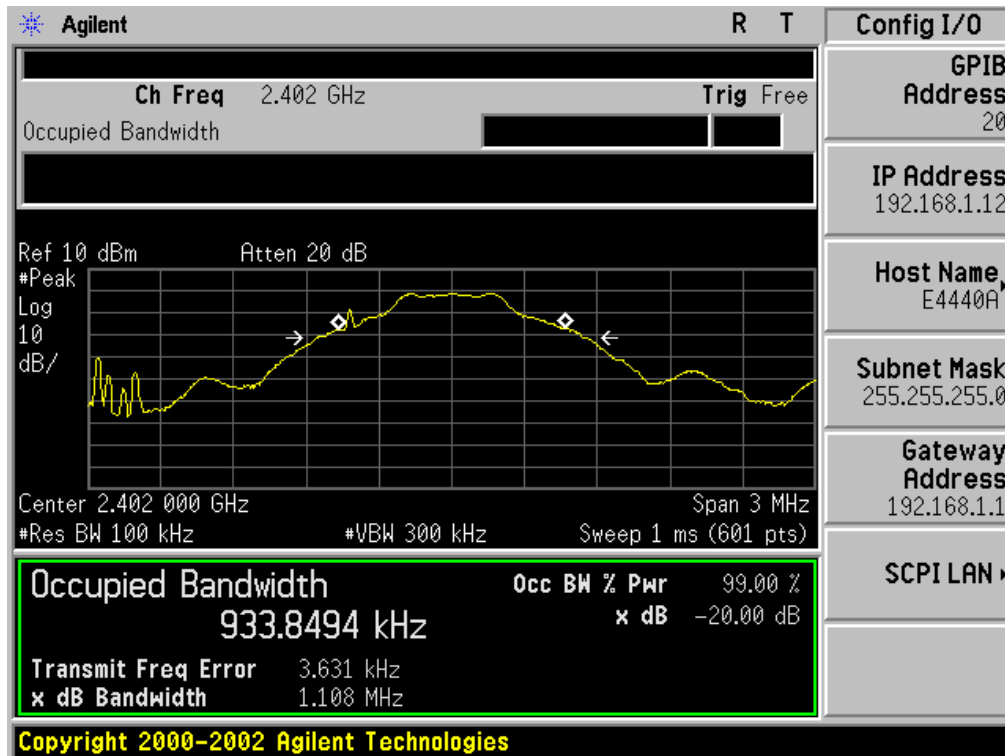 Agilent R T
Ch Freq 2.402 GHz Trig Free
Occupied Bandwidth
Ref 10 dBm Atten 20 dB
#Peak
Log
10
dB/
Center 2.402 000 GHz Span 3 MHz
#Res BW 100 kHz #VBW 300 kHz Sweep 1 ms (601 pts)
Occupied Bandwidth
933.8494 kHz
Occ BW % Pwr 99.00 %
x dB -20.00 dB
Transmit Freq Error 3.631 kHz
x dB Bandwidth 1.108 MHz
Copyright 2000-2002 Agilent Technologies
Config I/O
GPIB
Address
20
IP Address
192.168.1.12
Host Name
E4440A
Subnet Mask
255.255.255.0
Gateway
Address
192.168.1.1
SCPI LAN